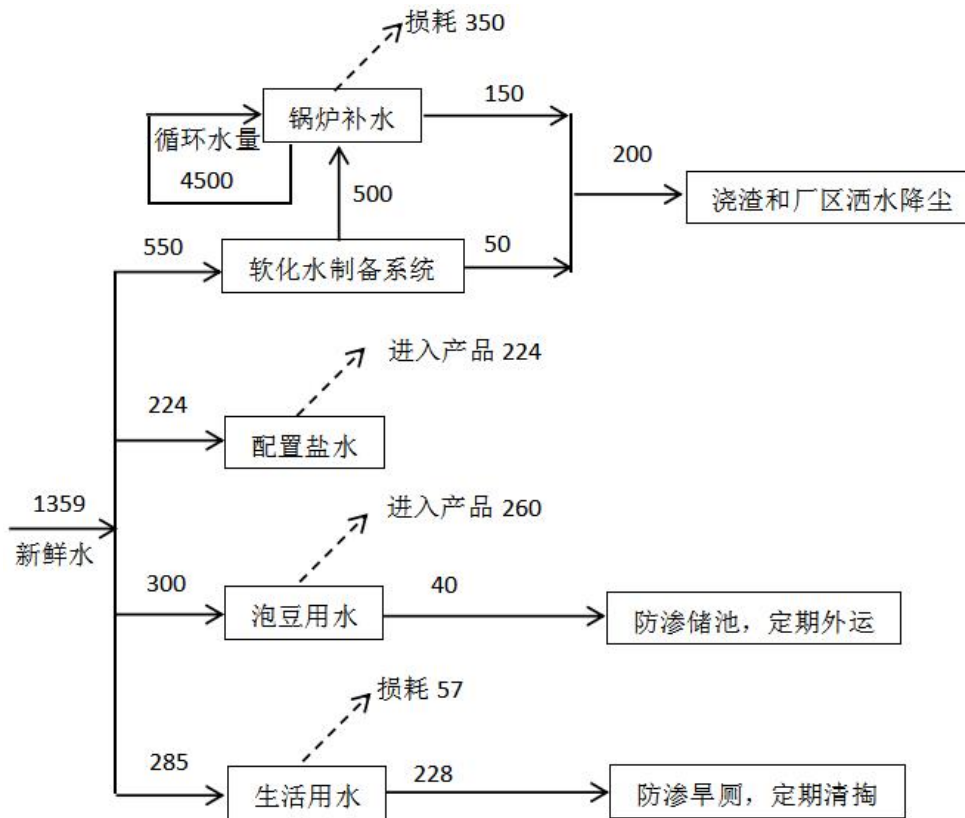 损耗 350
锅炉补水
150
循环水量
4500
500
200
浇渣和厂区洒水降尘
550
软化水制备系统
50
进入产品 224
224
配置盐水
1359
新鲜水
进入产品 260
300
泡豆用水
40
防渗储池，定期外运
损耗 57
285
生活用水
228
防渗旱厕，定期清掏